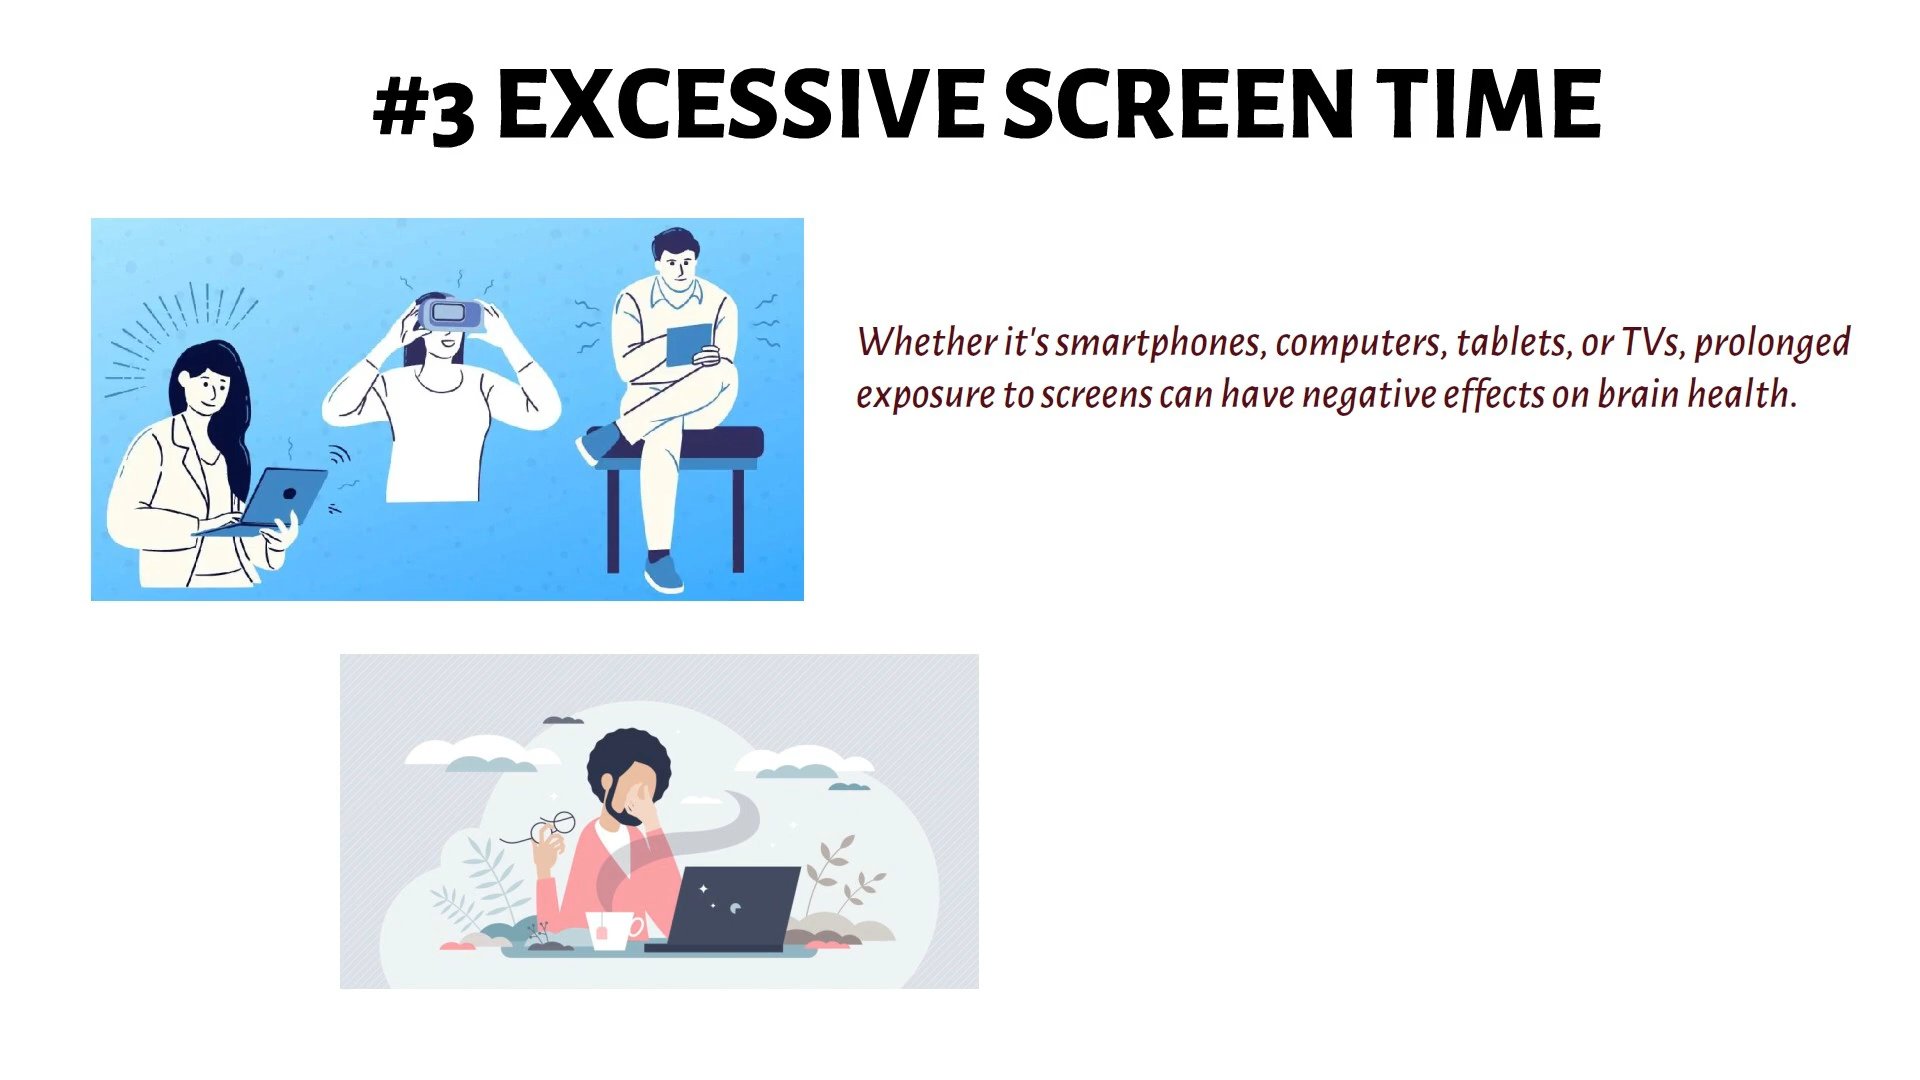 #3 EXCESSIVE SCREEN TIME
Whether it's smartphones, computers, tablets, or TVs, prolonged
exposure to screens can have negative effects on brain health.